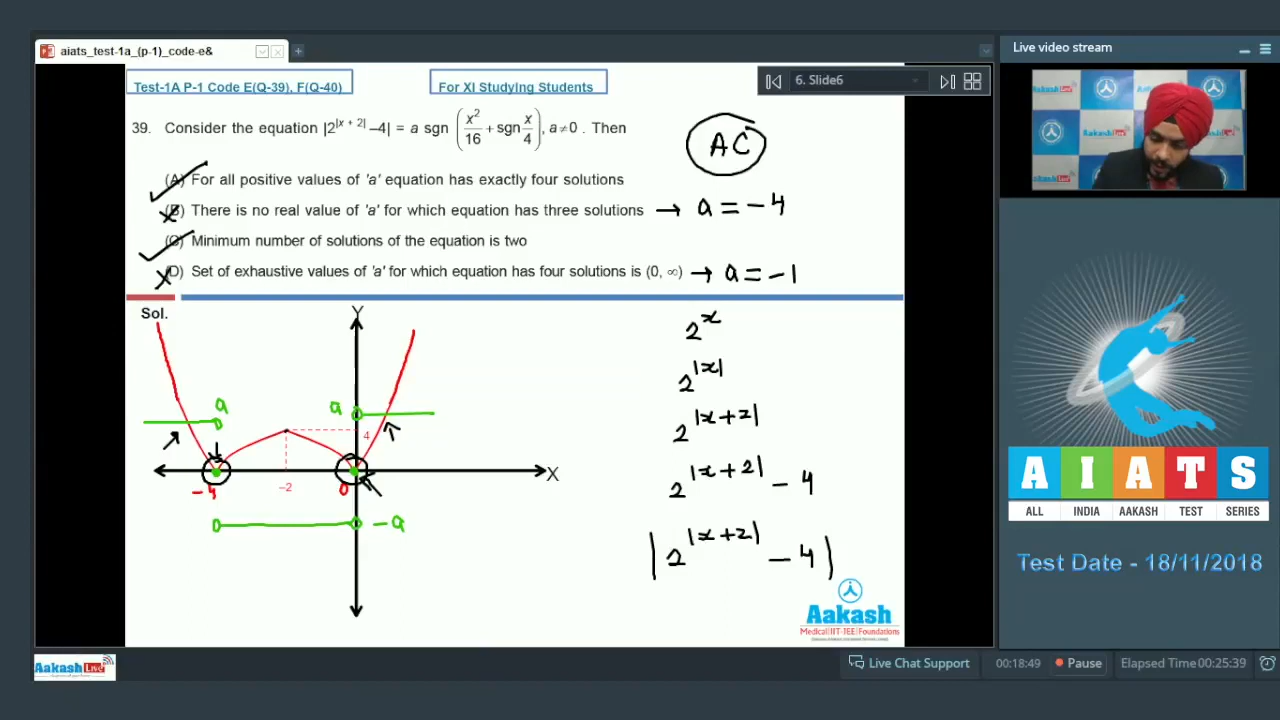 aiats_test-1a_(p-1)_code-e&
Live video stream
Test-1A P-1 Code E(Q-39), F(Q-40)
For XI Studying Students
6. Slide6
39. Consider the equation |2^|x + 2| –4| = a sgn (x²/16 + sgn x/4), a≠0 . Then
AC
(A) For all positive values of 'a' equation has exactly four solutions
(B) There is no real value of 'a' for which equation has three solutions → a = -4
(C) Minimum number of solutions of the equation is two
(D) Set of exhaustive values of 'a' for which equation has four solutions is (0, ∞) → a = -1
Sol.
Y
2^x
2^|x|
a
a
2^|x+2|
4
X
-4
–2
0
2^|x+2| - 4
-a
|2^|x+2| - 4|
Aakash
Medical|IIT-JEE|Foundations
AIATS
ALL INDIA AAKASH TEST SERIES
Test Date - 18/11/2018
Aakash Live
Live Chat Support
00:18:49
Pause
Elapsed Time 00:25:39